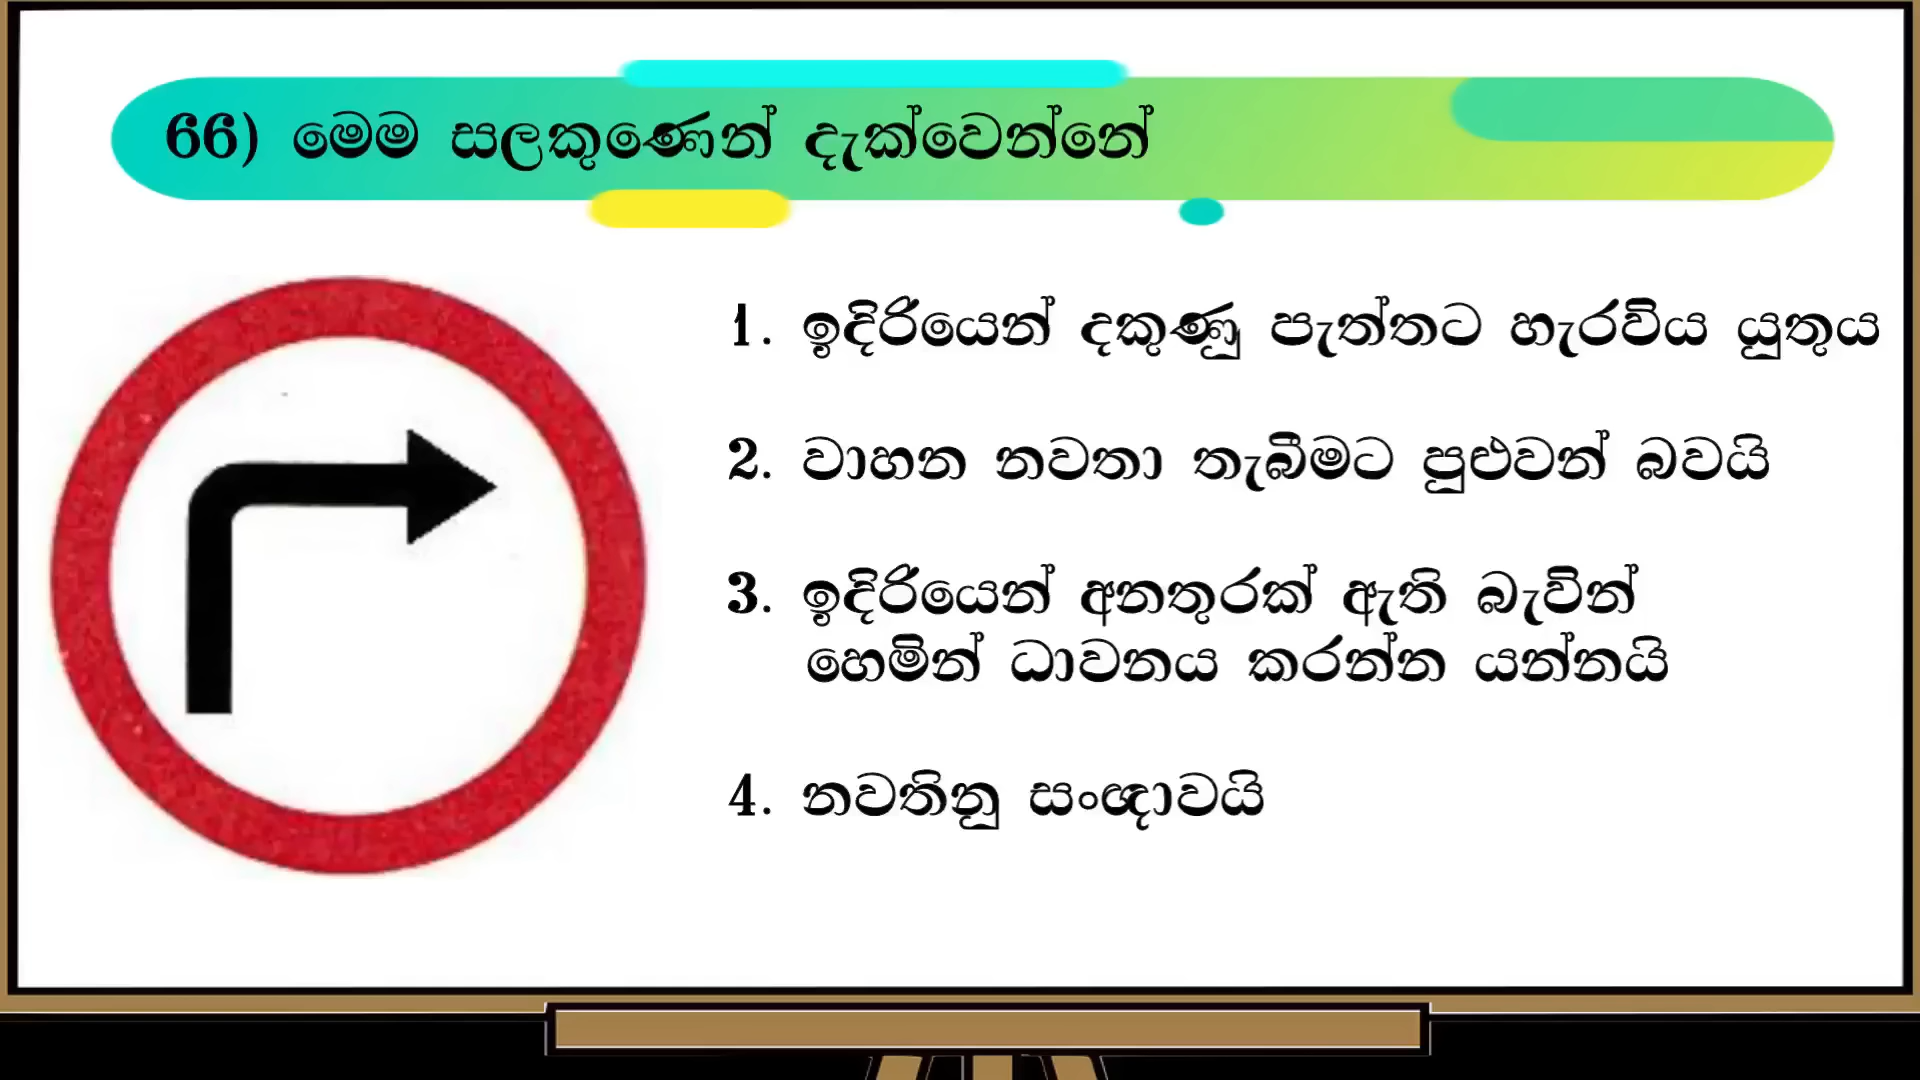 66) මෙම සලකුණෙන් දැක්වෙන්නේ
1. ඉදිරියෙන් දකුණු පැත්තට හැරවිය යුතුය
2. වාහන නවතා තැබීමට පුළුවන් බවයි
3. ඉදිරියෙන් අනතුරක් ඇති බැවින්
හෙමින් ධාවනය කරන්න යන්නයි
4. නවතිනු සංඥාවයි